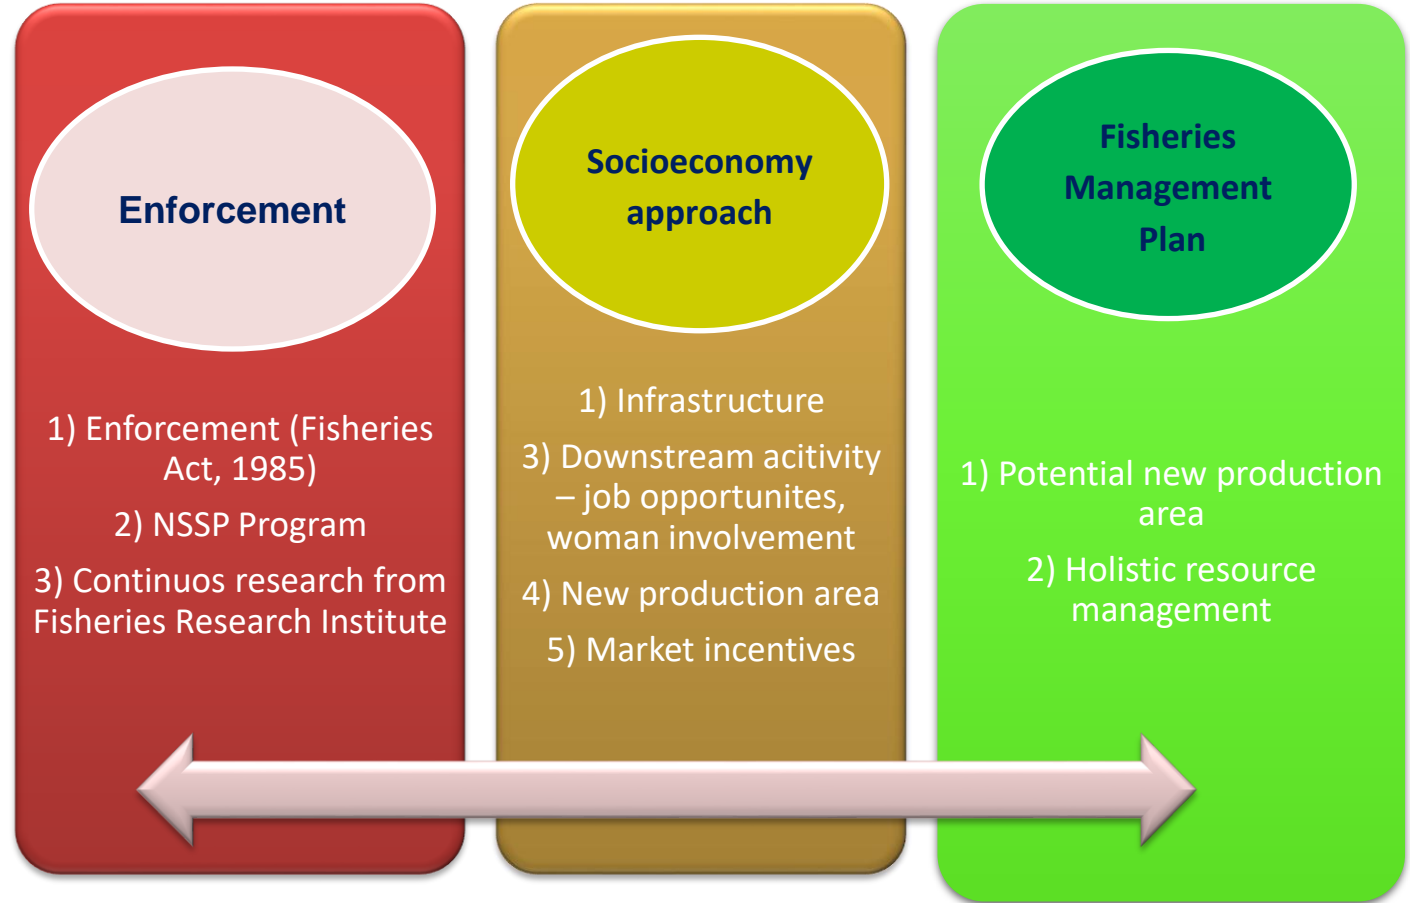 Enforcement
1) Enforcement (Fisheries
Act, 1985)
2) NSSP Program
3) Continuos research from
Fisheries Research Institute
Socioeconomy
approach
1) Infrastructure
3) Downstream acitivity
– job opportunites,
woman involvement
4) New production area
5) Market incentives
Fisheries
Management
Plan
1) Potential new production
area
2) Holistic resource
management